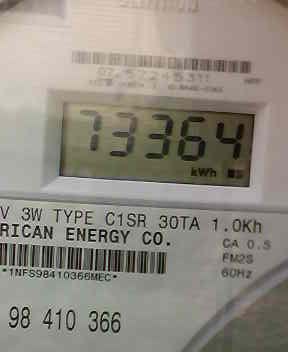 73364
kWh
V 3W TYPE C1SR 30TA 1.0Kh
RICAN ENERGY CO.
CA 0.5
FM2S
60Hz
*1NFS98410366MEC*
98 410 366